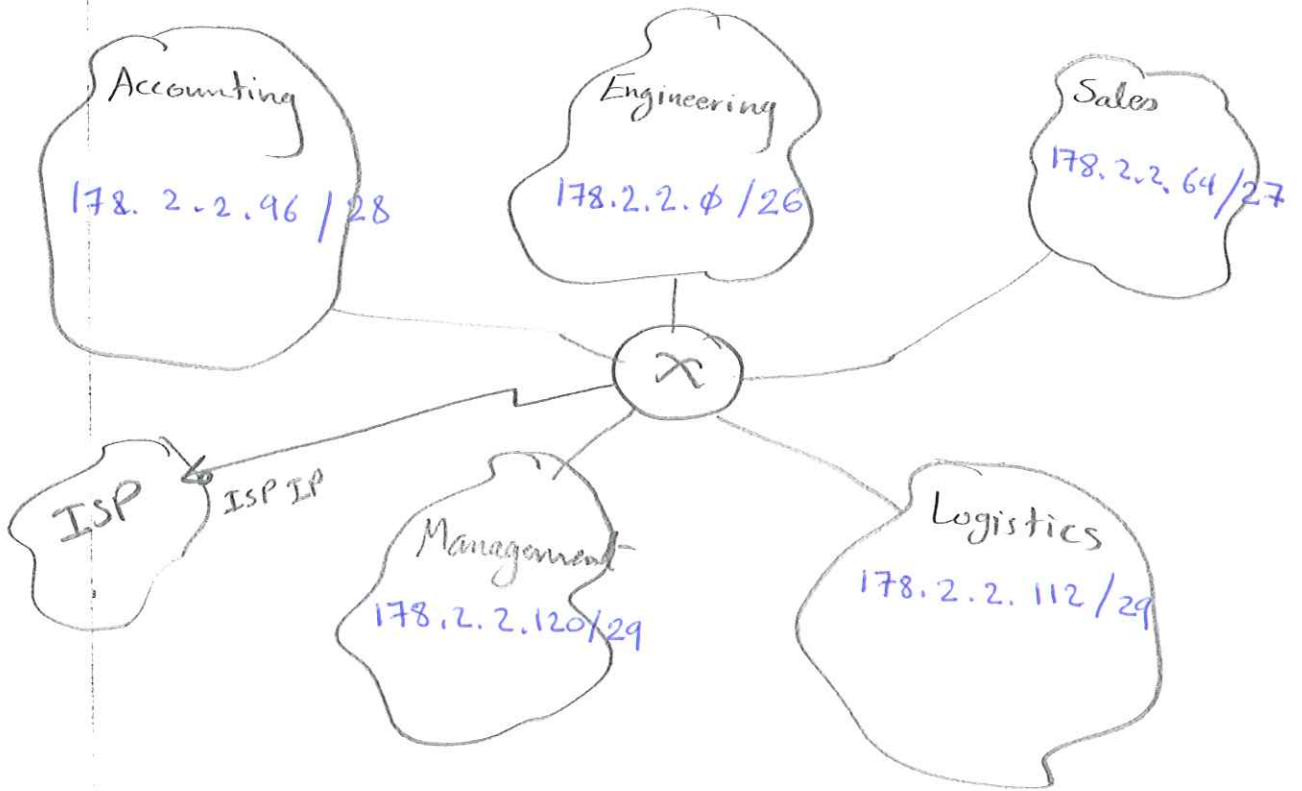 Accounting
178.2.2.96/28
Engineering
178.2.2.ϕ/26
Sales
178.2.2.64/27
X
ISP
ISP IP
Management
178.2.2.120/29
Logistics
178.2.2.112/29